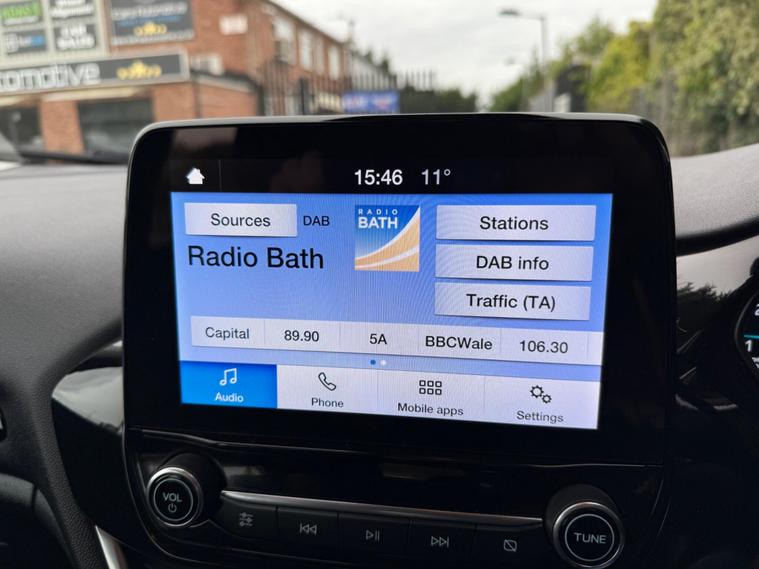 omotive
15:46 11°
Sources DAB
RADIO
BATH
Stations
Radio Bath
DAB info
Traffic (TA)
Capital 89.90 5A BBCWale 106.30
Audio Phone Mobile apps Settings
VOL
TUNE